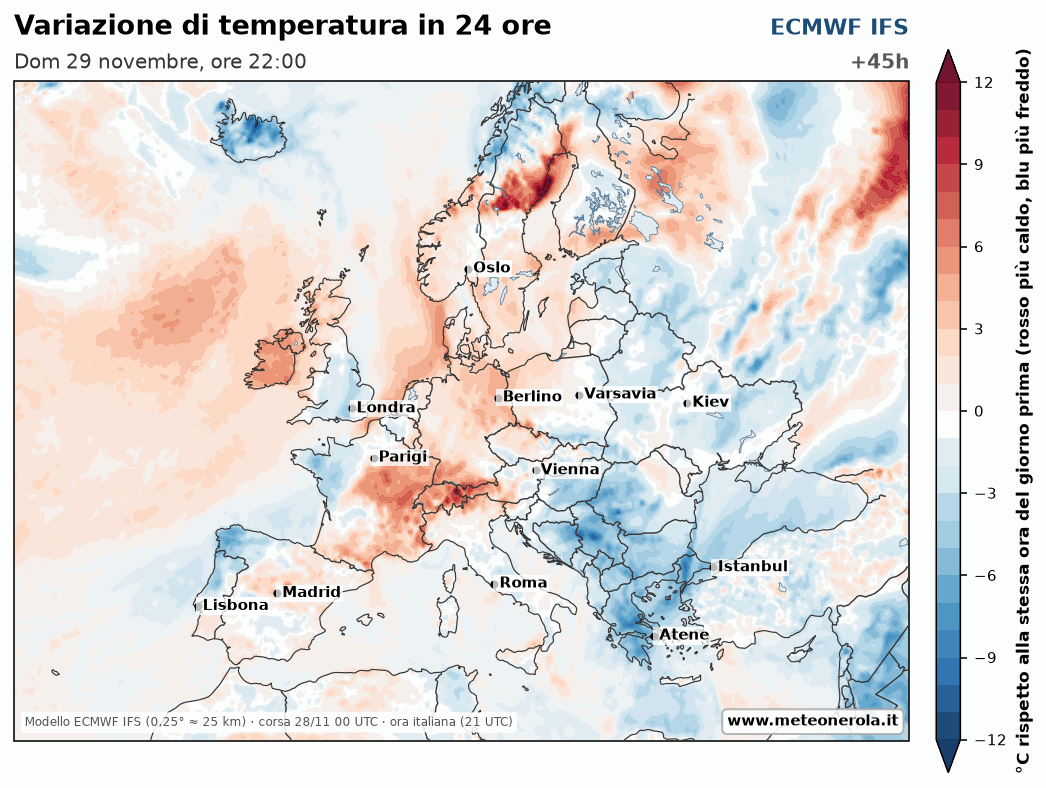 Variazione di temperatura in 24 ore
ECMWF IFS
Dom 29 novembre, ore 22:00
+45h
Oslo
Berlino
Varsavia
Kiev
Londra
Parigi
Vienna
Istanbul
Roma
Madrid
Lisbona
Atene
12
9
6
3
0
−3
−6
−9
−12
°C rispetto alla stessa ora del giorno prima (rosso più caldo, blu più freddo)
Modello ECMWF IFS (0,25° ≈ 25 km) · corsa 28/11 00 UTC · ora italiana (21 UTC)
www.meteonerola.it